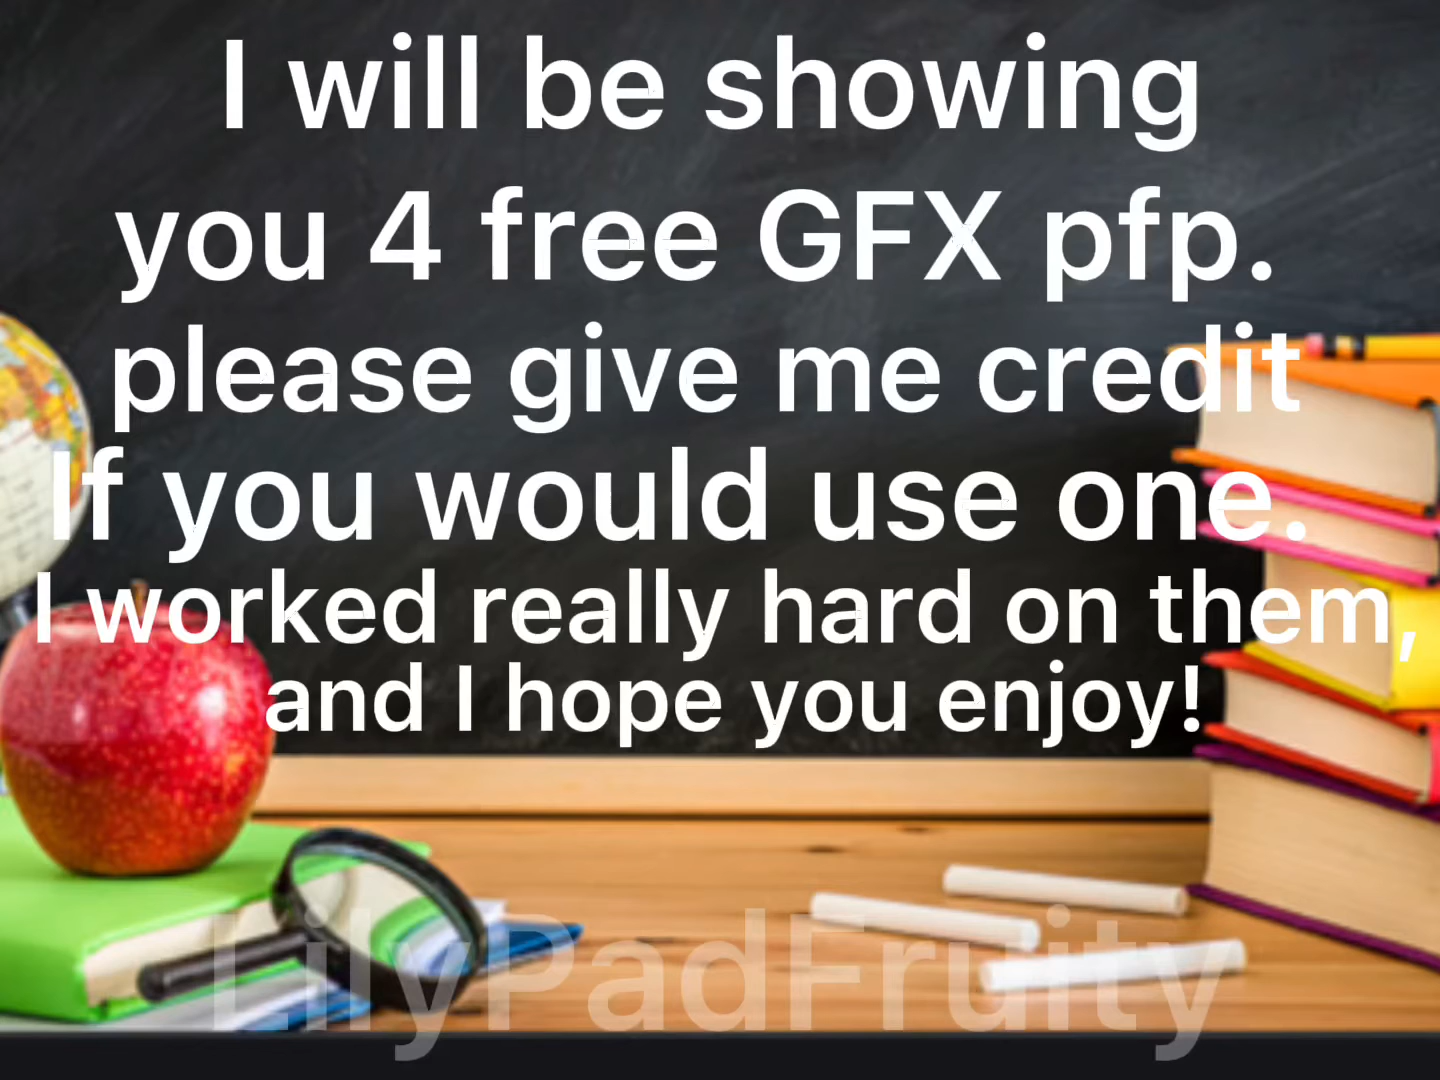 I will be showing
you 4 free GFX pfp.
please give me credit
If you would use one.
I worked really hard on them,
and I hope you enjoy!
LilyPadFruity